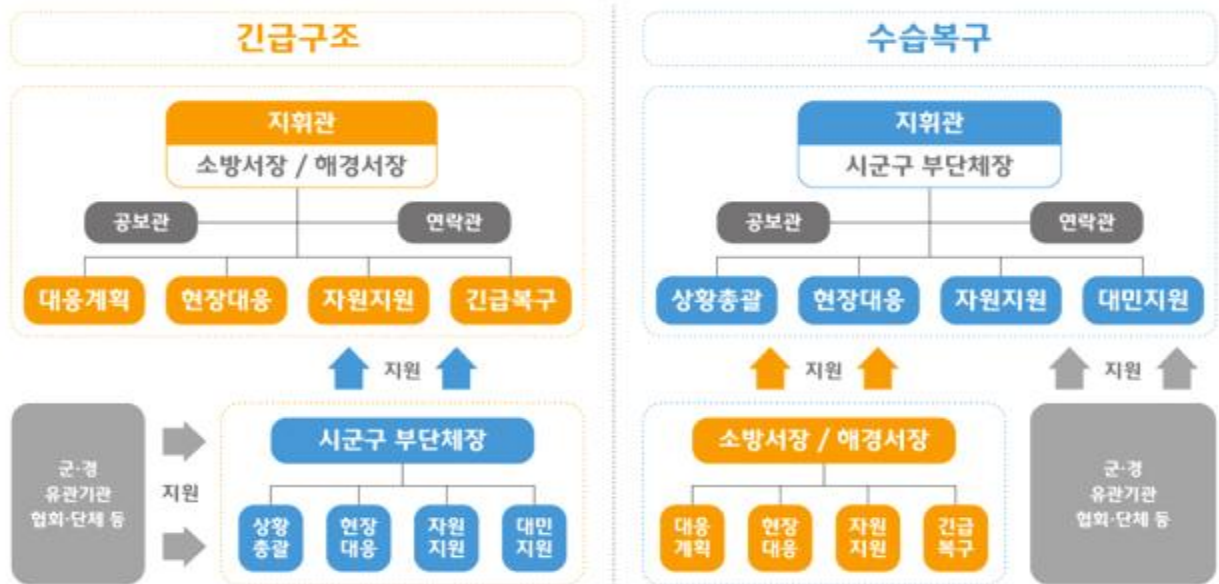 긴급구조
지휘관
소방서장 / 해경서장
공보관
연락관
대응계획
현장대응
자원지원
긴급복구
지원
군·경
유관기관
협회·단체 등
지원
시군구 부단체장
상황
총괄
현장
대응
자원
지원
대민
지원
수습복구
지휘관
시군구 부단체장
공보관
연락관
상황총괄
현장대응
자원지원
대민지원
지원
지원
소방서장 / 해경서장
대응
계획
현장
대응
자원
지원
긴급
복구
군·경
유관기관
협회·단체 등